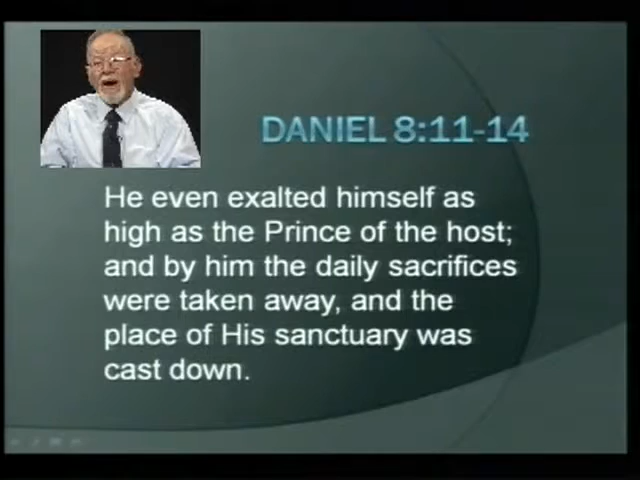 DANIEL 8:11-14
He even exalted himself as
high as the Prince of the host;
and by him the daily sacrifices
were taken away, and the
place of His sanctuary was
cast down.